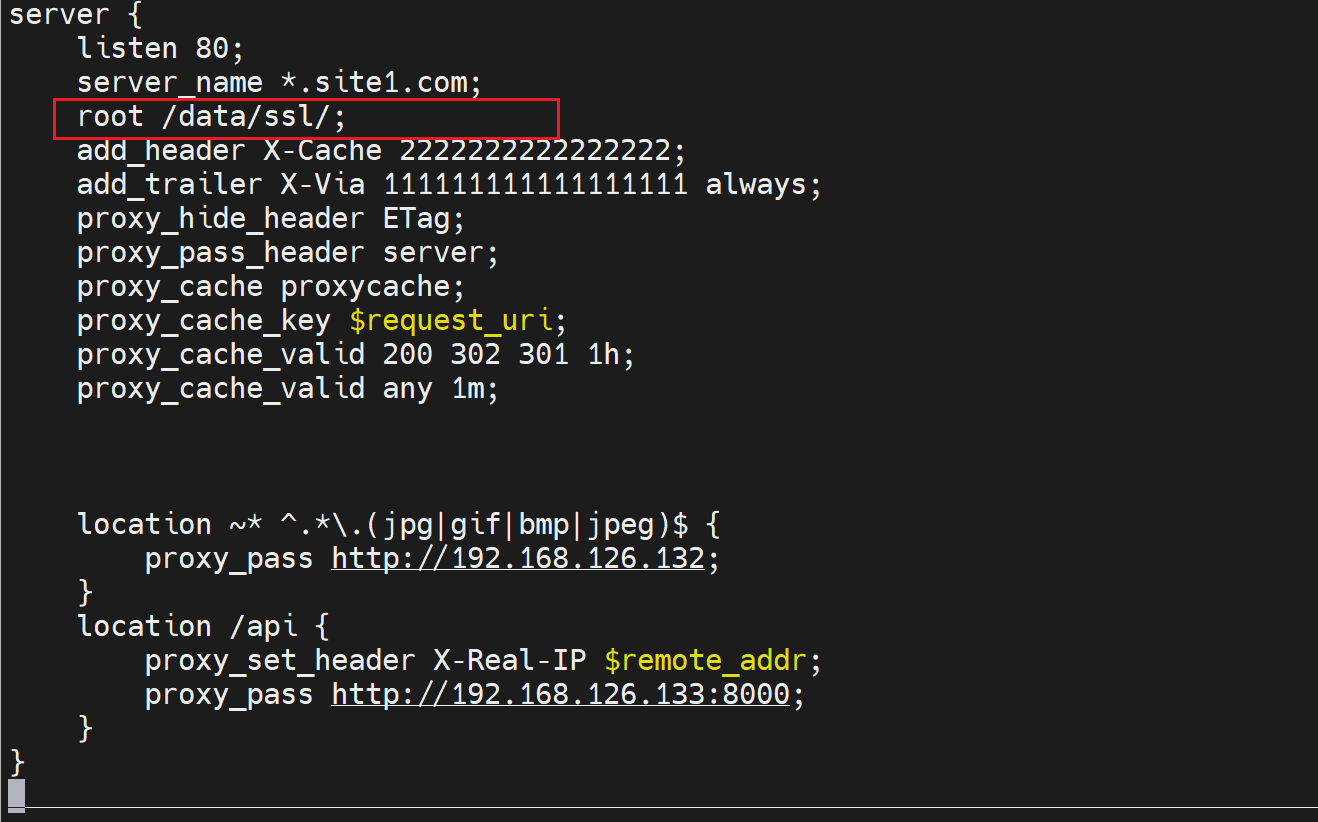 server {
    listen 80;
    server_name *.site1.com;
    root /data/ssl/;
    add_header X-Cache 2222222222222222;
    add_trailer X-Via 111111111111111111 always;
    proxy_hide_header ETag;
    proxy_pass_header server;
    proxy_cache proxycache;
    proxy_cache_key $request_uri;
    proxy_cache_valid 200 302 301 1h;
    proxy_cache_valid any 1m;
    location ~* ^.*\.(jpg|gif|bmp|jpeg)$ {
        proxy_pass http://192.168.126.132;
    }
    location /api {
        proxy_set_header X-Real-IP $remote_addr;
        proxy_pass http://192.168.126.133:8000;
    }
}